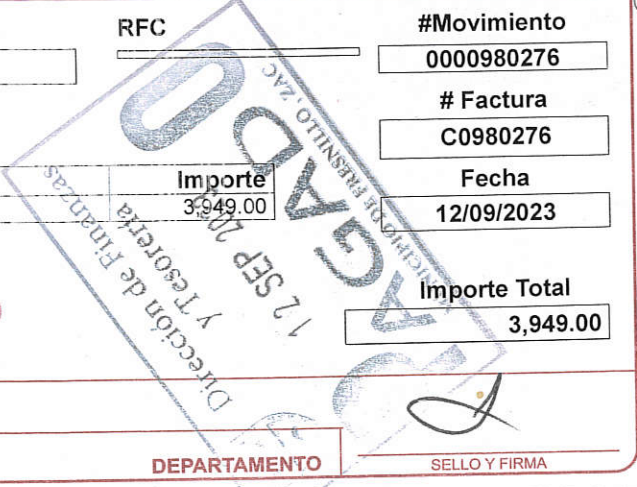 RFC
#Movimiento
0000980276
# Factura
C0980276
Importe
3,949.00
Fecha
12/09/2023
Importe Total
3,949.00
PAGADO
MUNICIPIO DE FRESNILLO, ZAC
12 SEP
Dirección de Finanzas
y Tesorería
DEPARTAMENTO
SELLO Y FIRMA